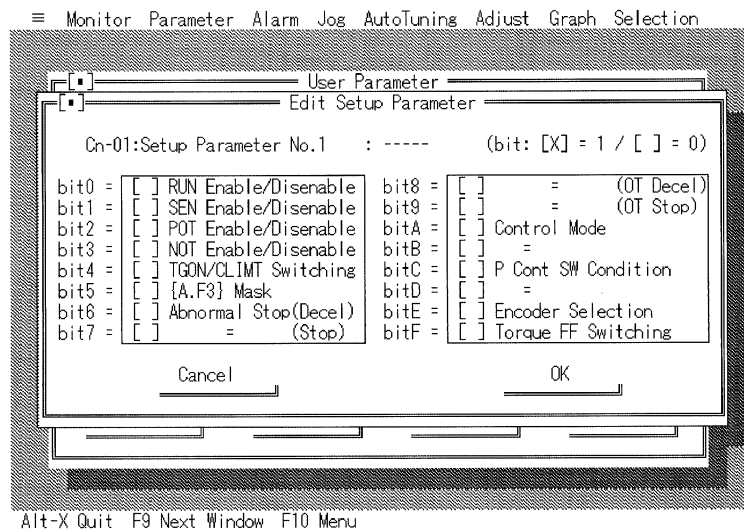 ≡ Monitor Parameter Alarm Jog AutoTuning Adjust Graph Selection
[▪] User Parameter
[▪] Edit Setup Parameter
Cn-01:Setup Parameter No.1 : ----- (bit: [X] = 1 / [ ] = 0)
bit0 = [ ] RUN Enable/Disenable
bit1 = [ ] SEN Enable/Disenable
bit2 = [ ] POT Enable/Disenable
bit3 = [ ] NOT Enable/Disenable
bit4 = [ ] TGON/CLIMT Switching
bit5 = [ ] {A.F3} Mask
bit6 = [ ] Abnormal Stop(Decel)
bit7 = [ ] = (Stop)
bit8 = [ ] = (OT Decel)
bit9 = [ ] = (OT Stop)
bitA = [ ] Control Mode
bitB = [ ] =
bitC = [ ] P Cont SW Condition
bitD = [ ] =
bitE = [ ] Encoder Selection
bitF = [ ] Torque FF Switching
Cancel OK
Alt-X Quit F9 Next Window F10 Menu